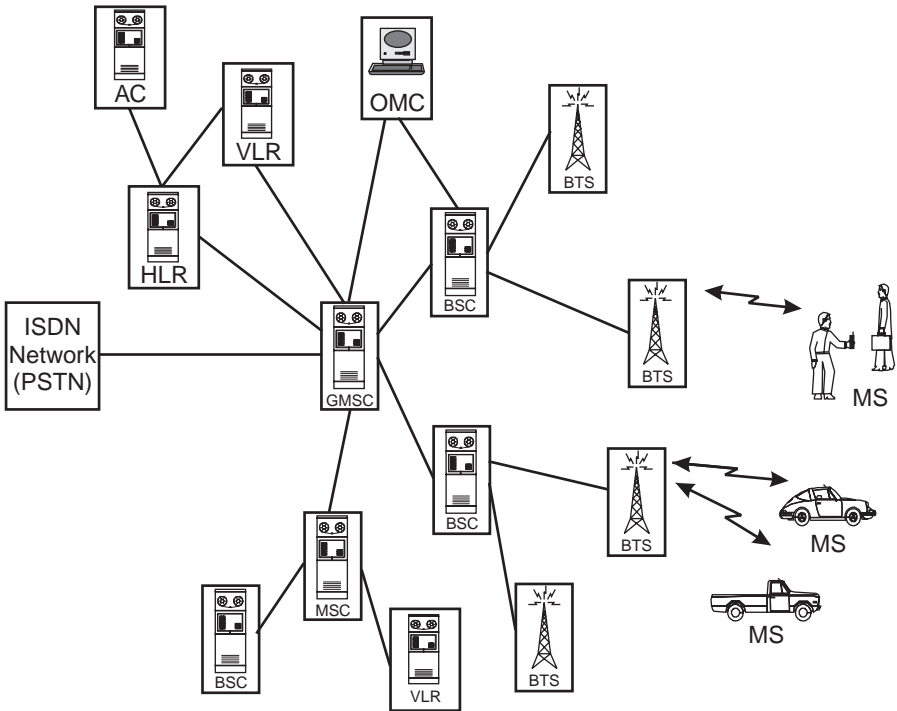 AC
VLR
OMC
BTS
HLR
BSC
ISDN
Network
(PSTN)
BTS
GMSC
MS
BSC
BTS
MS
MSC
BSC
VLR
BTS
MS